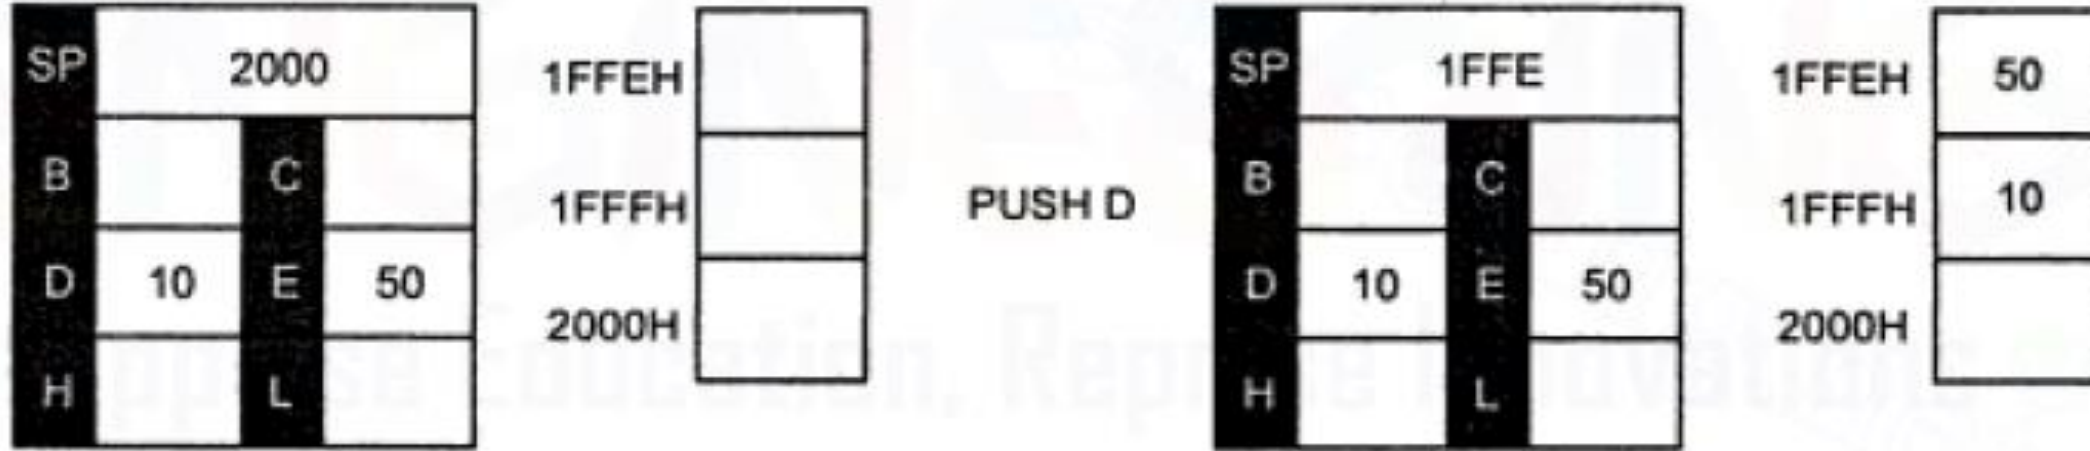 SP 2000
B C
D 10 E 50
H L
1FFEH
1FFFH
2000H
PUSH D
SP 1FFE
B C
D 10 E 50
H L
1FFEH 50
1FFFH 10
2000H